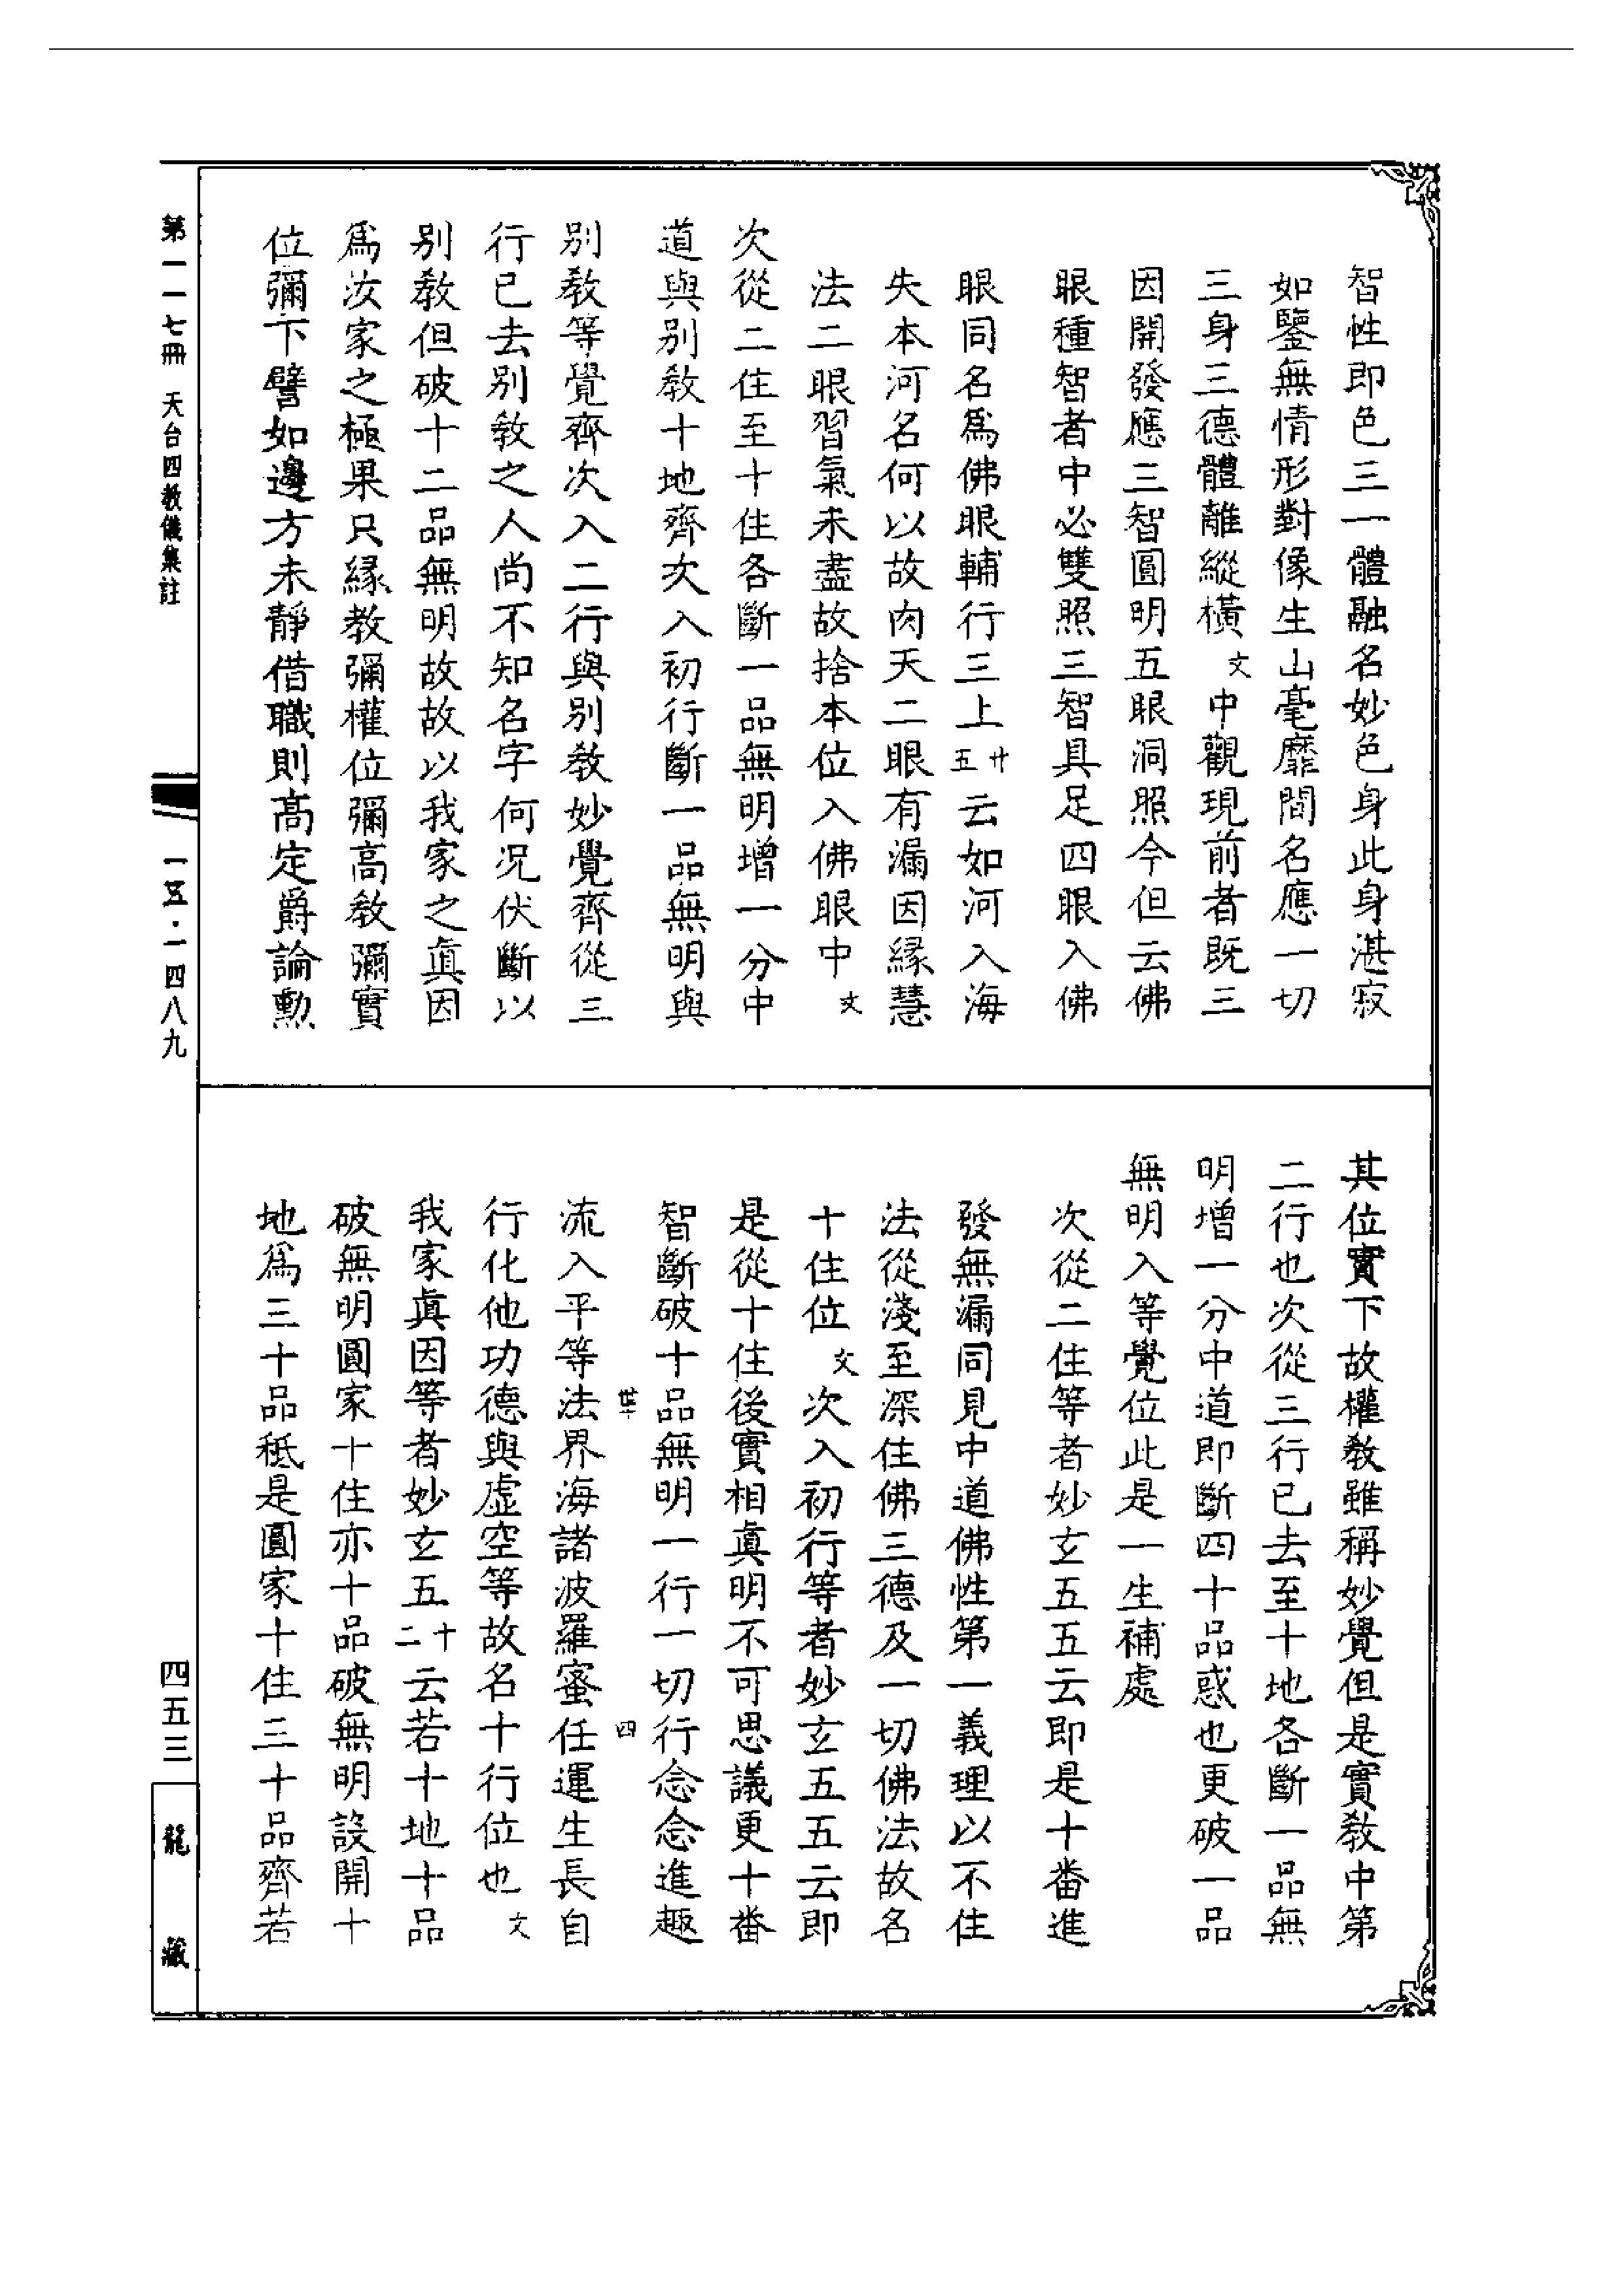 智性即色三一體融名妙色身此身湛寂
如鑒無情形對像生山毫靡間名應一切
三身三德體離縱橫文中觀現前者既三
因開發應三智圓明五眼洞照今但云佛
眼種智者中必雙照三智具足四眼入佛
眼同名爲佛眼輔行三上廿五云如河入海
失本河名何以故肉天二眼有漏因緣慧
法二眼習氣未盡故捨本位入佛眼中文
次從二住至十住各斷一品無明增一分中
道與別教十地齊次入初行斷一品無明與
別教等覺齊次入二行與別教妙覺齊從三
行已去別教之人尚不知名字何況伏斷以
別教但破十二品無明故故以我家之真因
爲汝家之極果只緣教彌權位彌高教彌實
位彌下譬如邊方未靜借職則高定爵論勳
其位實下故權教雖稱妙覺但是實教中第
二行也次從三行已去至十地各斷一品無
明增一分中道即斷四十品惑也更破一品
無明入等覺位此是一生補處
次從二住等者妙玄五五云即是十番進
發無漏同見中道佛性第一義理以不住
法從淺至深住佛三德及一切佛法故名
十住位文次入初行等者妙玄五五云即
是從十住後實相真明不可思議更十番
智斷破十品無明一行一切行念念進趣
流入平等法界海諸波羅蜜任運生長自
行化他功德與虛空等故名十行位也文
我家真因等者妙玄五十二云若十地十品
破無明圓家十住亦十品破無明設開十
地爲三十品秖是圓家十住三十品齊若
第一一七冊 天台四教儀集註
一五·一四八九
四五三
龍藏